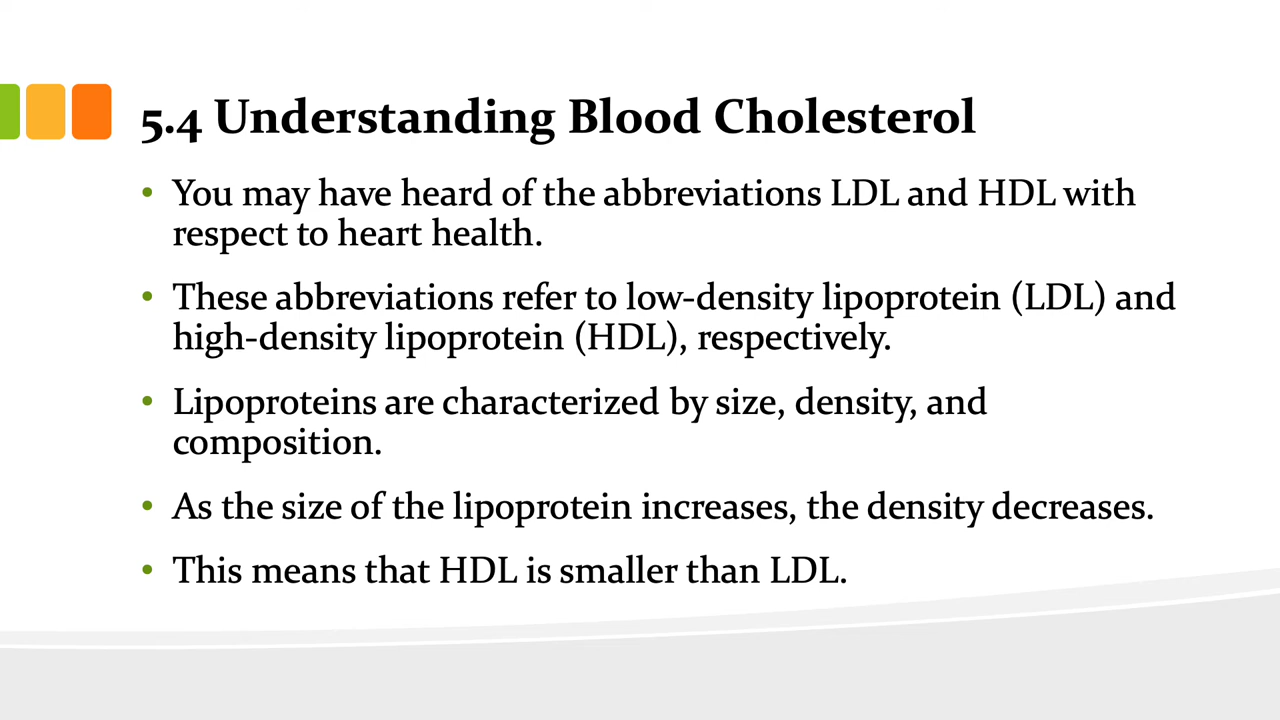 5.4 Understanding Blood Cholesterol
• You may have heard of the abbreviations LDL and HDL with
respect to heart health.
• These abbreviations refer to low-density lipoprotein (LDL) and
high-density lipoprotein (HDL), respectively.
• Lipoproteins are characterized by size, density, and
composition.
• As the size of the lipoprotein increases, the density decreases.
• This means that HDL is smaller than LDL.